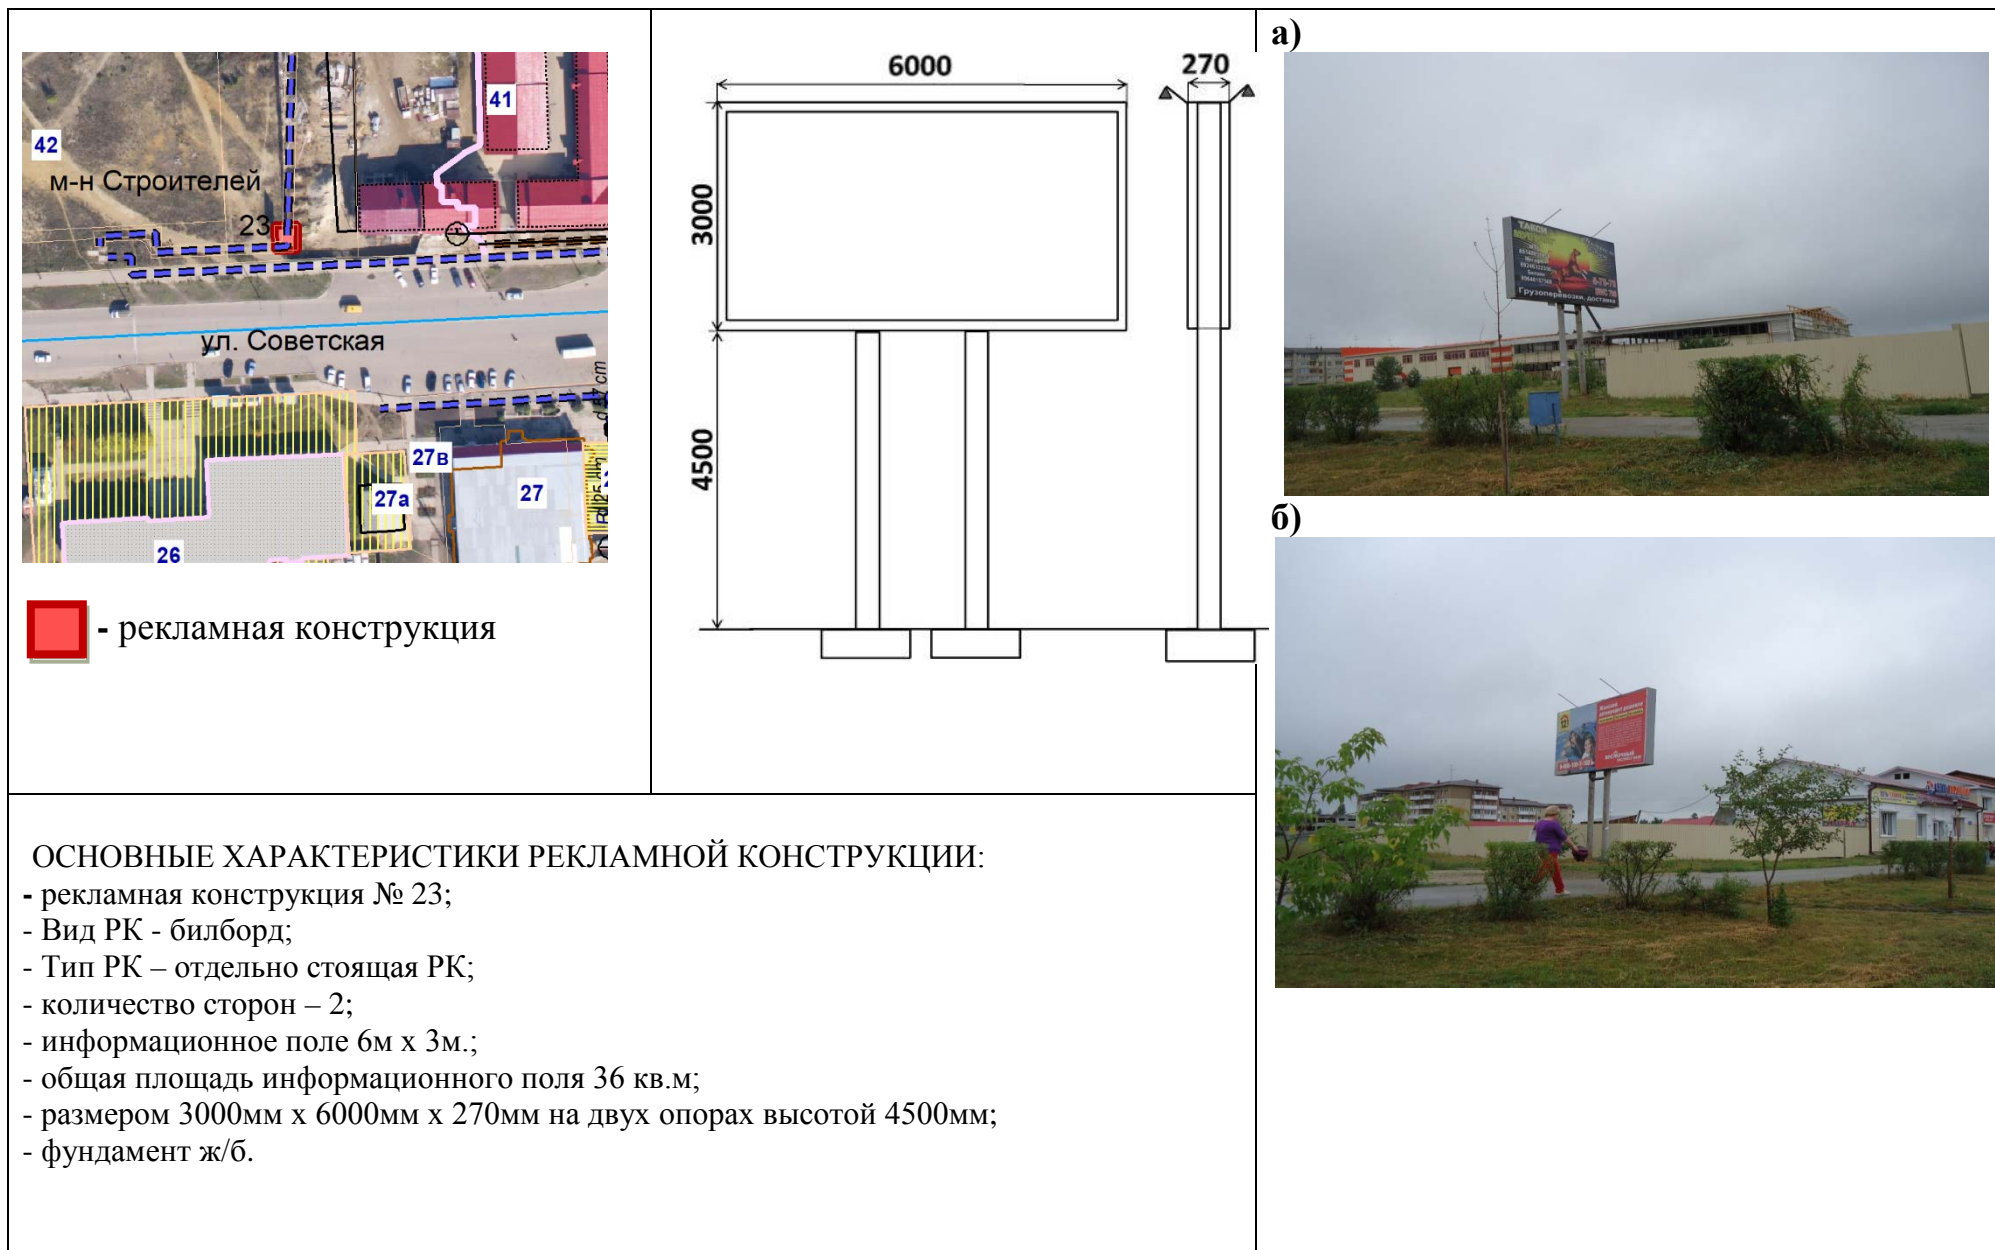 42
41
м-н Строителей
23
ул. Советская
27в
27а
27
26
- рекламная конструкция
6000
270
3000
4500
а)
ТАКСИ
Грузоперевозки, доставка
б)
ОСНОВНЫЕ ХАРАКТЕРИСТИКИ РЕКЛАМНОЙ КОНСТРУКЦИИ:
- рекламная конструкция № 23;
- Вид РК - билборд;
- Тип РК – отдельно стоящая РК;
- количество сторон – 2;
- информационное поле 6м х 3м.;
- общая площадь информационного поля 36 кв.м;
- размером 3000мм х 6000мм х 270мм на двух опорах высотой 4500мм;
- фундамент ж/б.